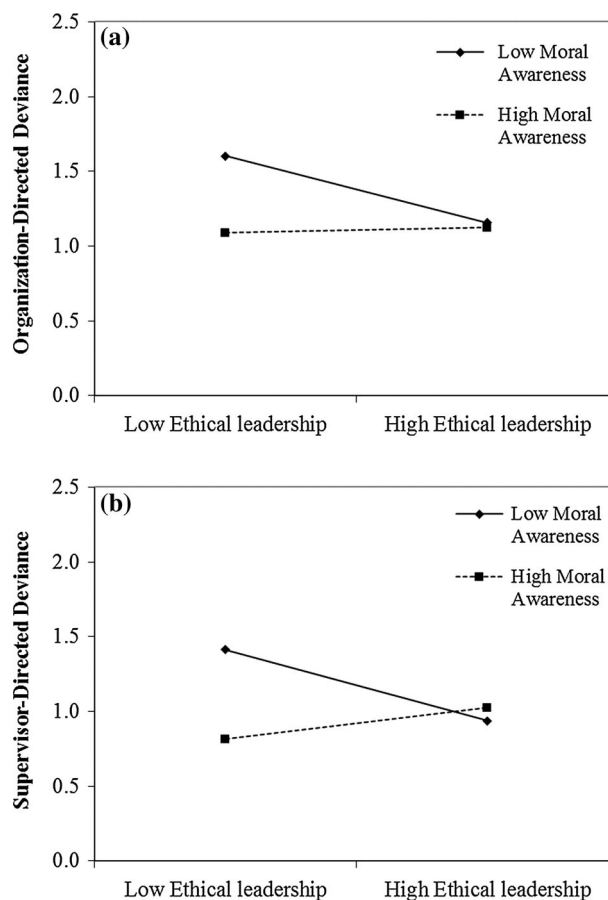 (a)
Organization-Directed Deviance
2.5
2.0
1.5
1.0
0.5
0.0
Low Moral
Awareness
High Moral
Awareness
Low Ethical leadership
High Ethical leadership
(b)
Supervisor-Directed Deviance
2.5
2.0
1.5
1.0
0.5
0.0
Low Moral
Awareness
High Moral
Awareness
Low Ethical leadership
High Ethical leadership